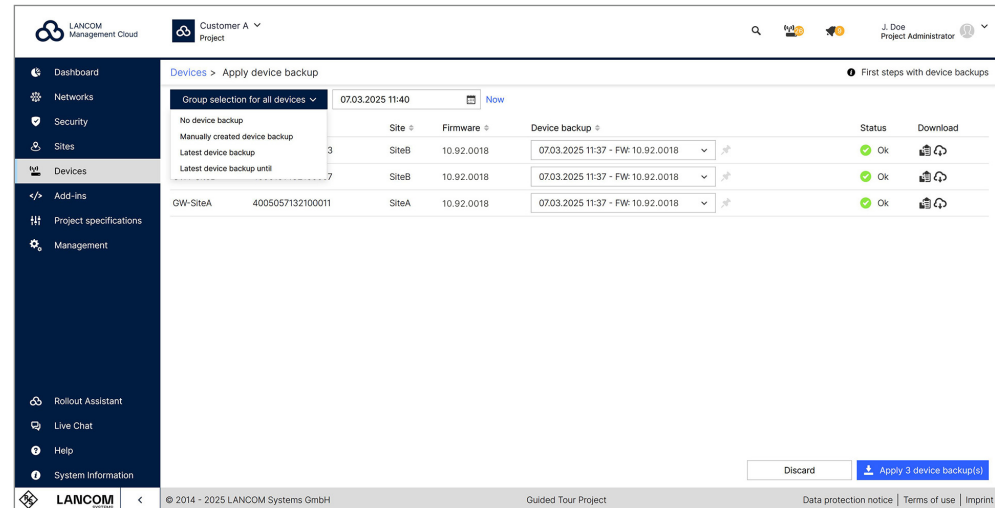 LANCOM
Management Cloud
Customer A
Project
J. Doe
Project Administrator
Dashboard
Networks
Security
Sites
Devices
Add-ins
Project specifications
Management
Rollout Assistant
Live Chat
Help
System Information
LANCOM
SYSTEMS
Devices > Apply device backup
First steps with device backups
Group selection for all devices
07.03.2025 11:40
Now
No device backup
Manually created device backup
Latest device backup
Latest device backup until
Site Firmware Device backup Status Download
3 SiteB 10.92.0018 07.03.2025 11:37 - FW: 10.92.0018 Ok
7 SiteB 10.92.0018 07.03.2025 11:37 - FW: 10.92.0018 Ok
GW-SiteA 4005057132100011 SiteA 10.92.0018 07.03.2025 11:37 - FW: 10.92.0018 Ok
Discard
Apply 3 device backup(s)
© 2014 - 2025 LANCOM Systems GmbH
Guided Tour Project
Data protection notice | Terms of use | Imprint